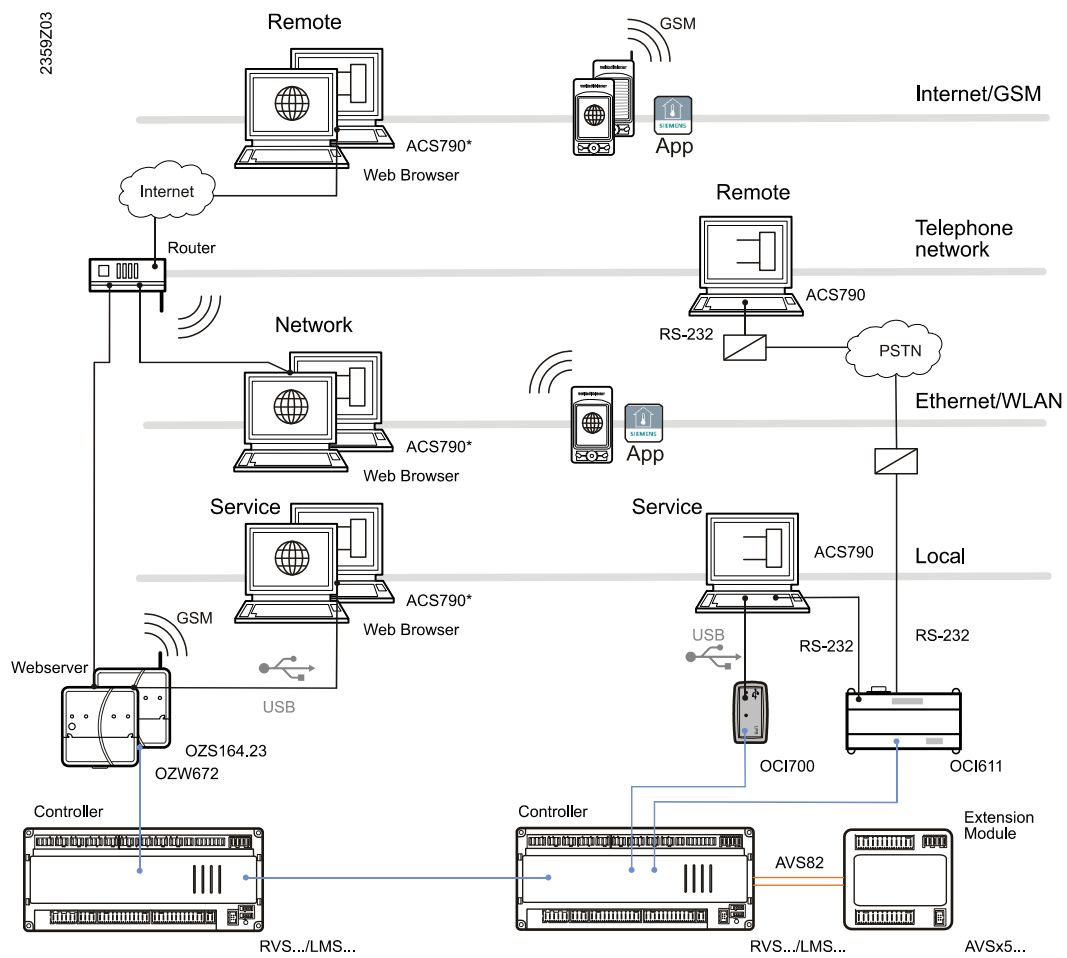 2359Z03
Remote
GSM
Internet/GSM
SIEMENS
App
ACS790*
Web Browser
Internet
Remote
Telephone
network
Router
ACS790
RS-232
PSTN
Network
Ethernet/WLAN
SIEMENS
App
ACS790*
Web Browser
Service
Service
ACS790
Local
ACS790*
Web Browser
GSM
USB
RS-232
RS-232
Webserver
USB
OZS164.23
OZW672
OCI700
OCI611
Controller
Controller
Extension
Module
AVS82
RVS.../LMS...
RVS.../LMS...
AVSx5...